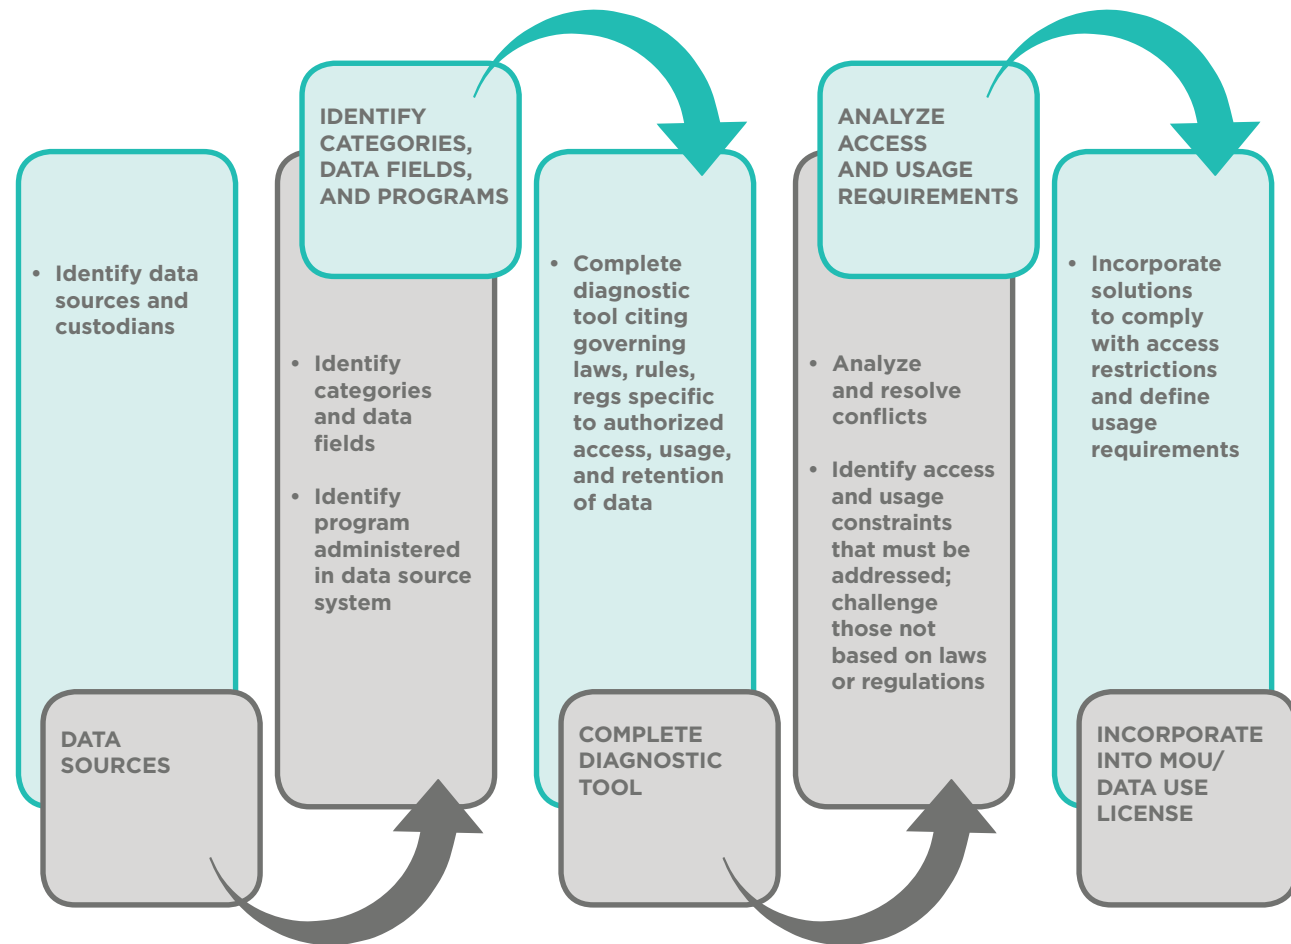 • Identify data
sources and
custodians
DATA
SOURCES
IDENTIFY
CATEGORIES,
DATA FIELDS,
AND PROGRAMS
• Identify
categories
and data
fields
• Identify
program
administered
in data source
system
• Complete
diagnostic
tool citing
governing
laws, rules,
regs specific
to authorized
access, usage,
and retention
of data
COMPLETE
DIAGNOSTIC
TOOL
ANALYZE
ACCESS
AND USAGE
REQUIREMENTS
• Analyze
and resolve
conflicts
• Identify access
and usage
constraints
that must be
addressed;
challenge
those not
based on laws
or regulations
• Incorporate
solutions
to comply
with access
restrictions
and define
usage
requirements
INCORPORATE
INTO MOU/
DATA USE
LICENSE